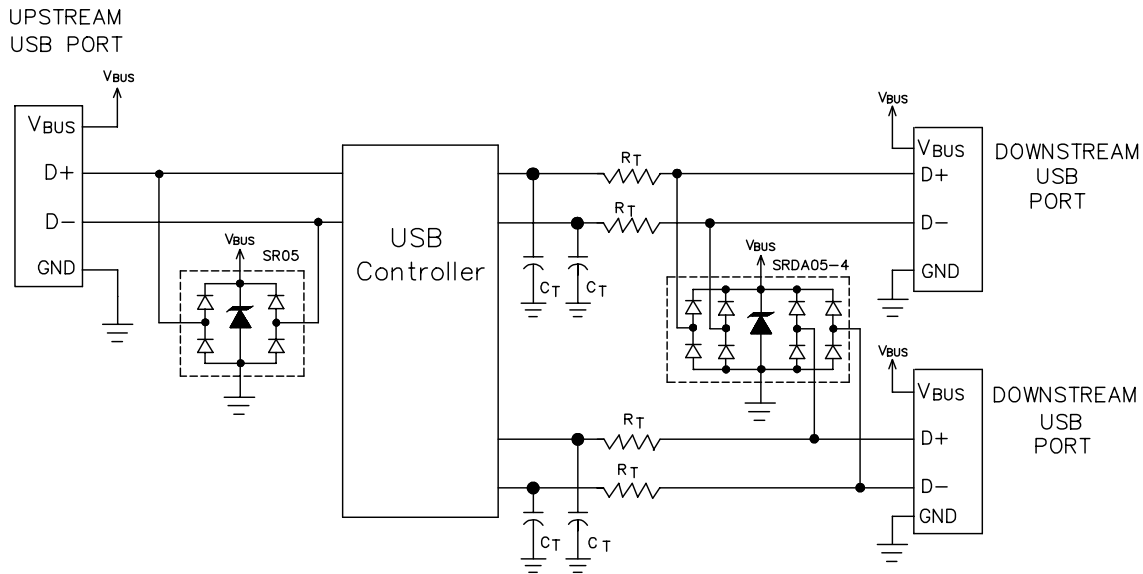 UPSTREAM
USB PORT
VBUS
VBUS
D+
D-
GND
VBUS
SR05
USB
Controller
RT
RT
CT
CT
VBUS
SRDA05-4
VBUS
VBUS
D+
D-
GND
DOWNSTREAM
USB
PORT
RT
RT
CT
CT
VBUS
VBUS
D+
D-
GND
DOWNSTREAM
USB
PORT